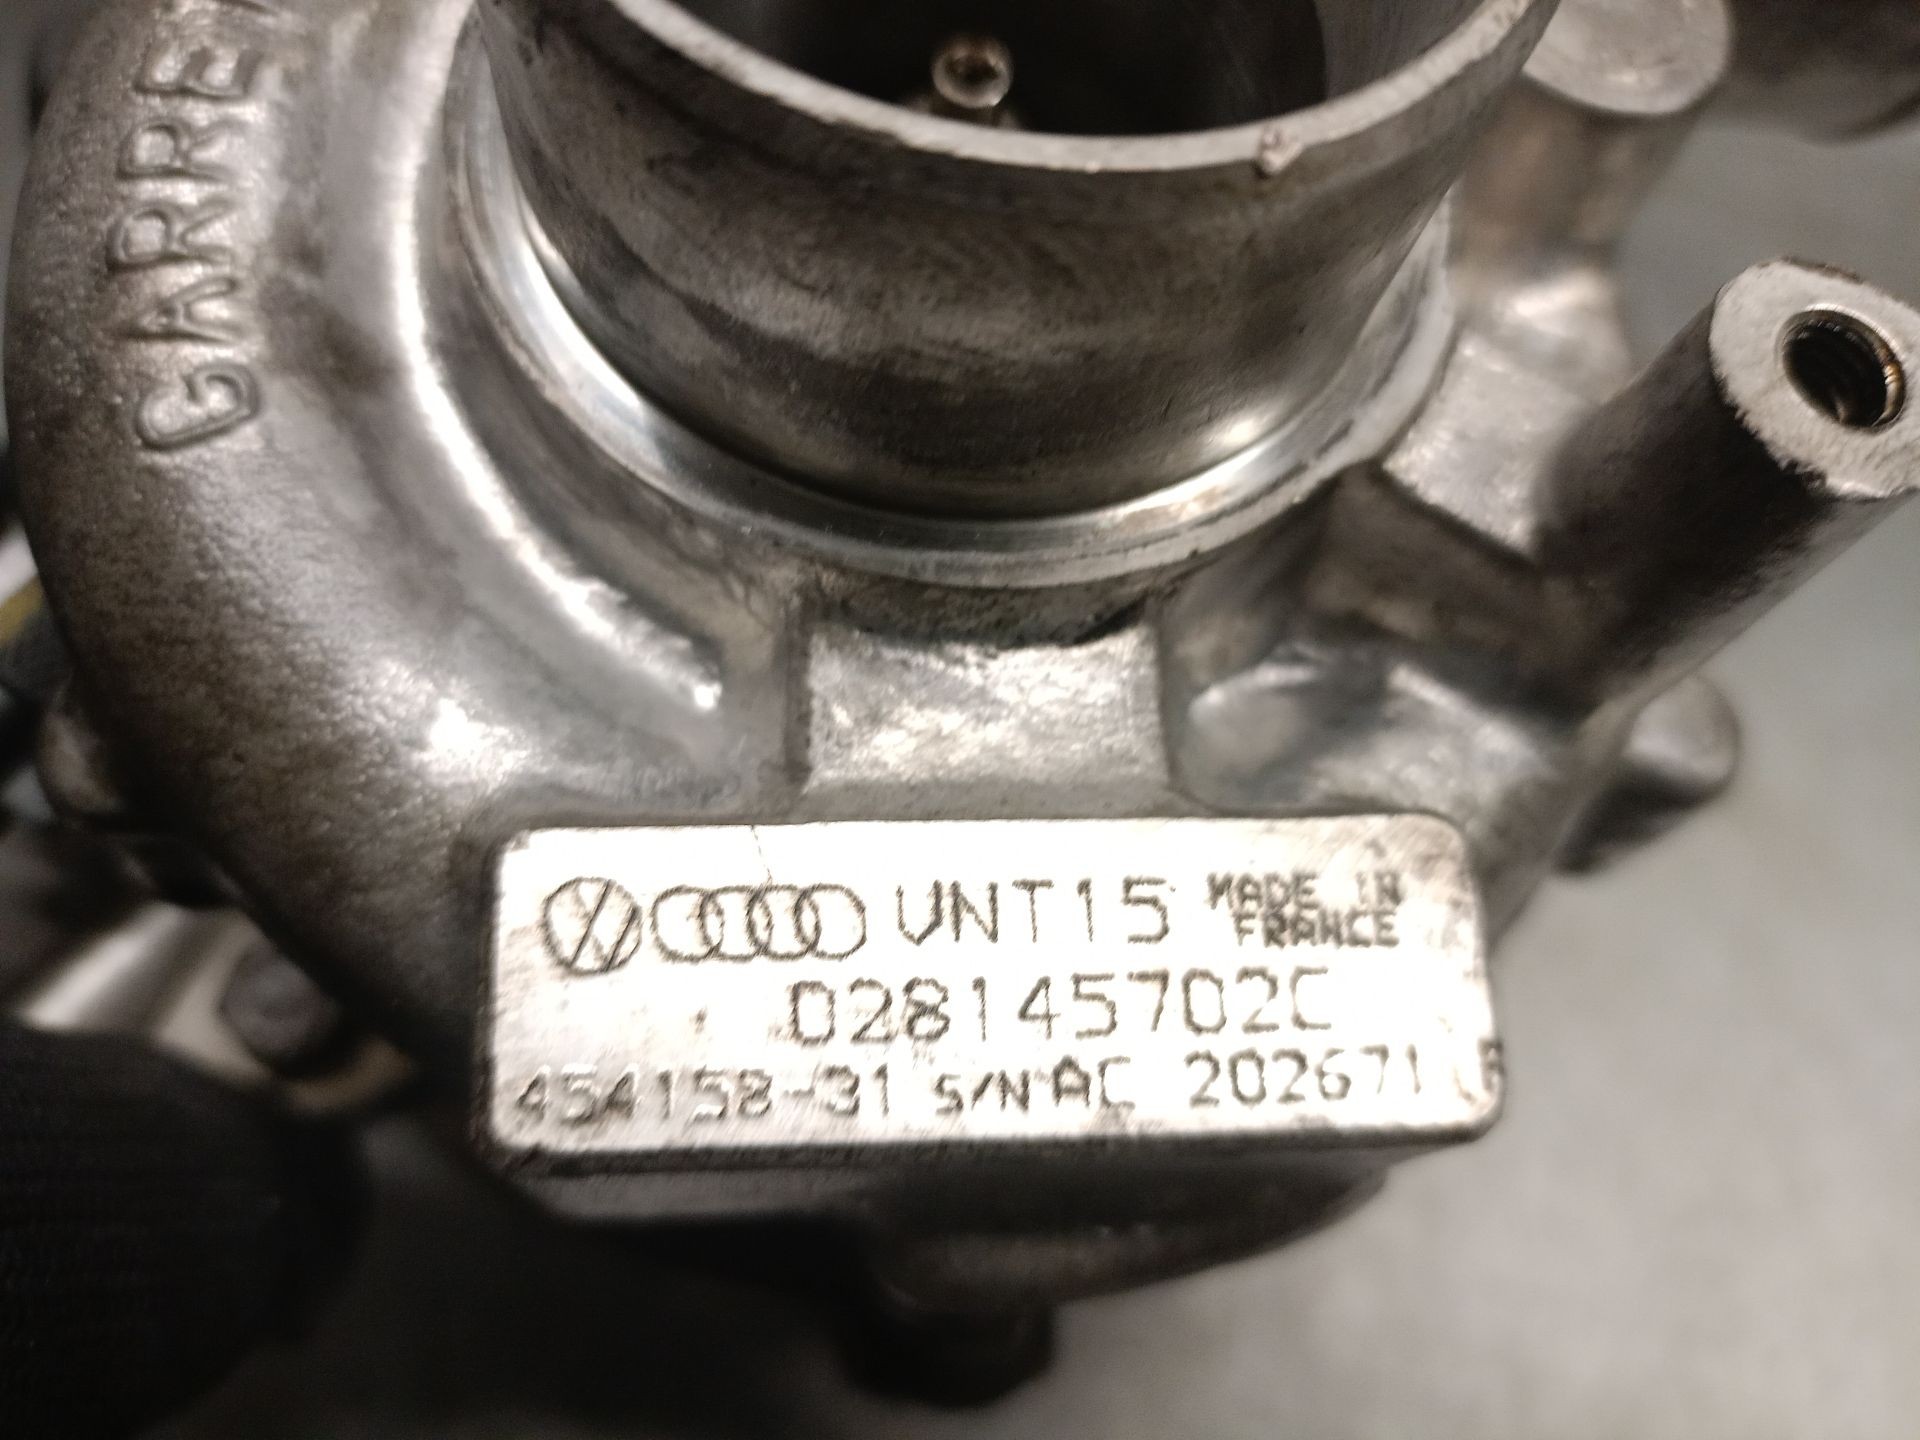 GARRE
VNT15 MADE IN
FRANCE
028145702C
454158-31 S/N AC 202671